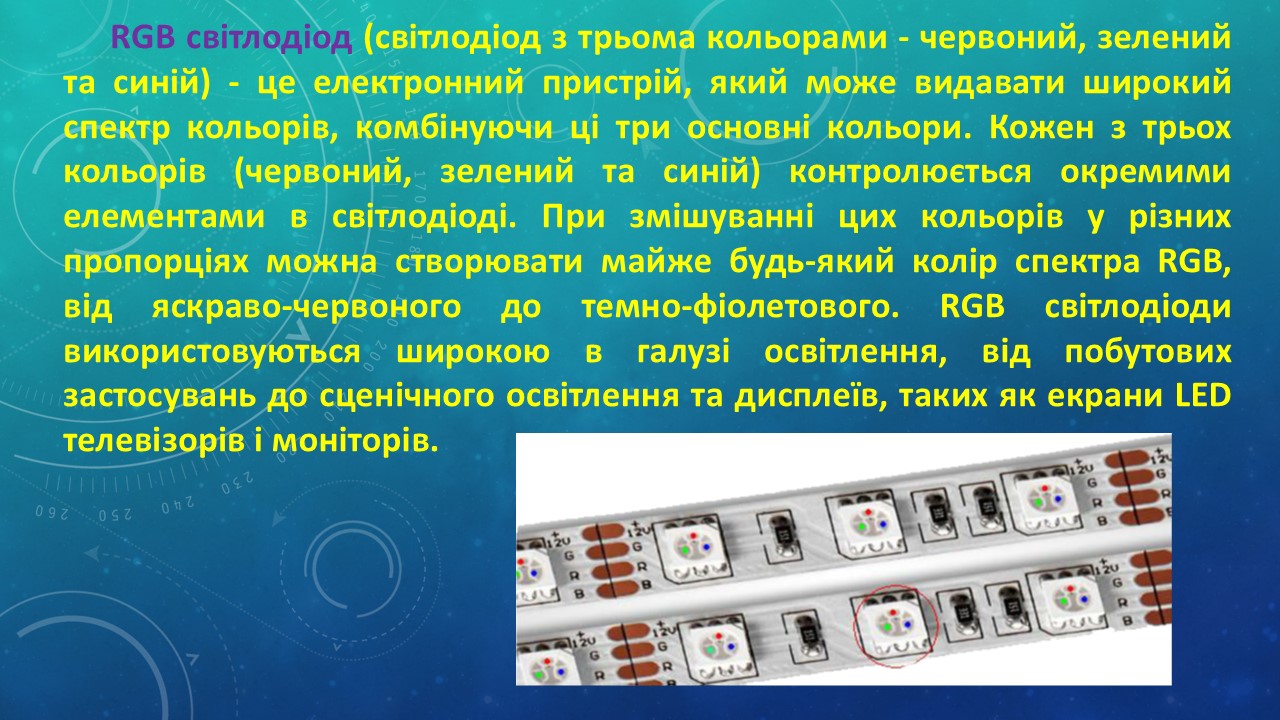 RGB світлодіод (світлодіод з трьома кольорами - червоний, зелений
та синій) - це електронний пристрій, який може видавати широкий
спектр кольорів, комбінуючи ці три основні кольори. Кожен з трьох
кольорів (червоний, зелений та синій) контролюється окремими
елементами в світлодіоді. При змішуванні цих кольорів у різних
пропорціях можна створювати майже будь-який колір спектра RGB,
від яскраво-червоного до темно-фіолетового. RGB світлодіоди
використовуються широкою в галузі освітлення, від побутових
застосувань до сценічного освітлення та дисплеїв, таких як екрани LED
телевізорів і моніторів.
260 250 240 230
+12V +12V +12V
G G G
R R R
B B B
+12V +12V +12V
G G G
R R R
B B